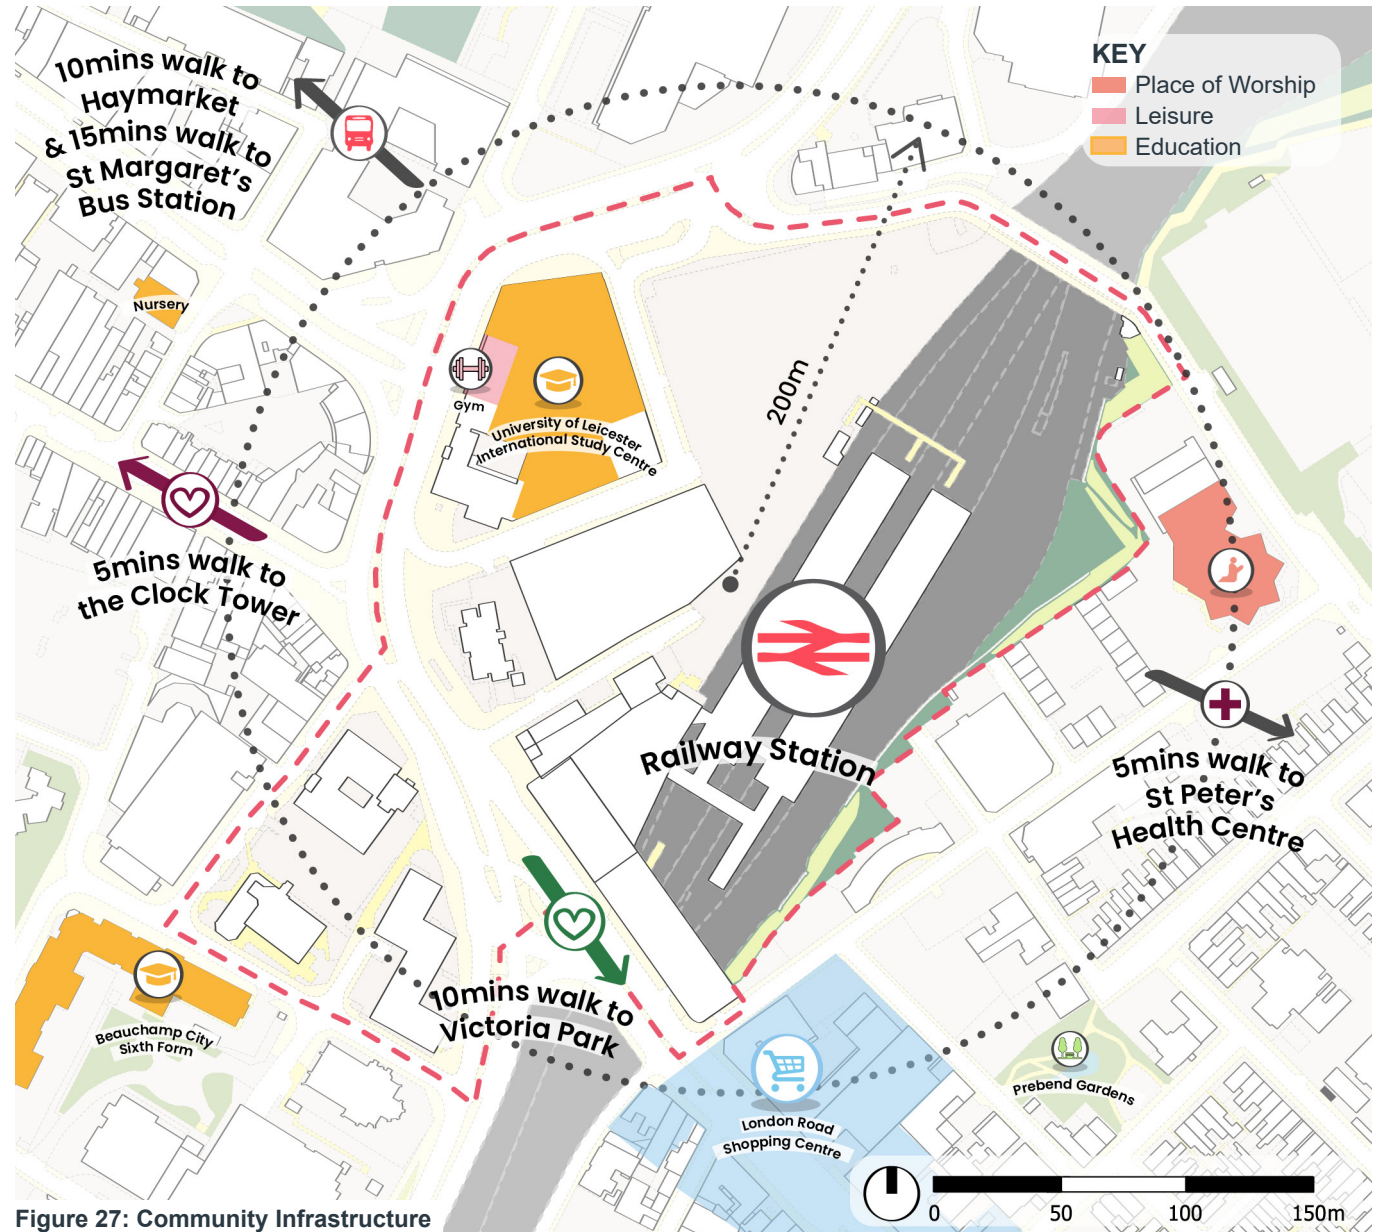 10mins walk to
Haymarket
& 15mins walk to
St Margaret's
Bus Station
KEY
Place of Worship
Leisure
Education
Nursery
Gym
University of Leicester
International Study Centre
200m
5mins walk to
the Clock Tower
Railway Station
5mins walk to
St Peter's
Health Centre
10mins walk to
Victoria Park
Beauchamp City
Sixth Form
Prebend Gardens
London Road
Shopping Centre
0 50 100 150m
Figure 27: Community Infrastructure